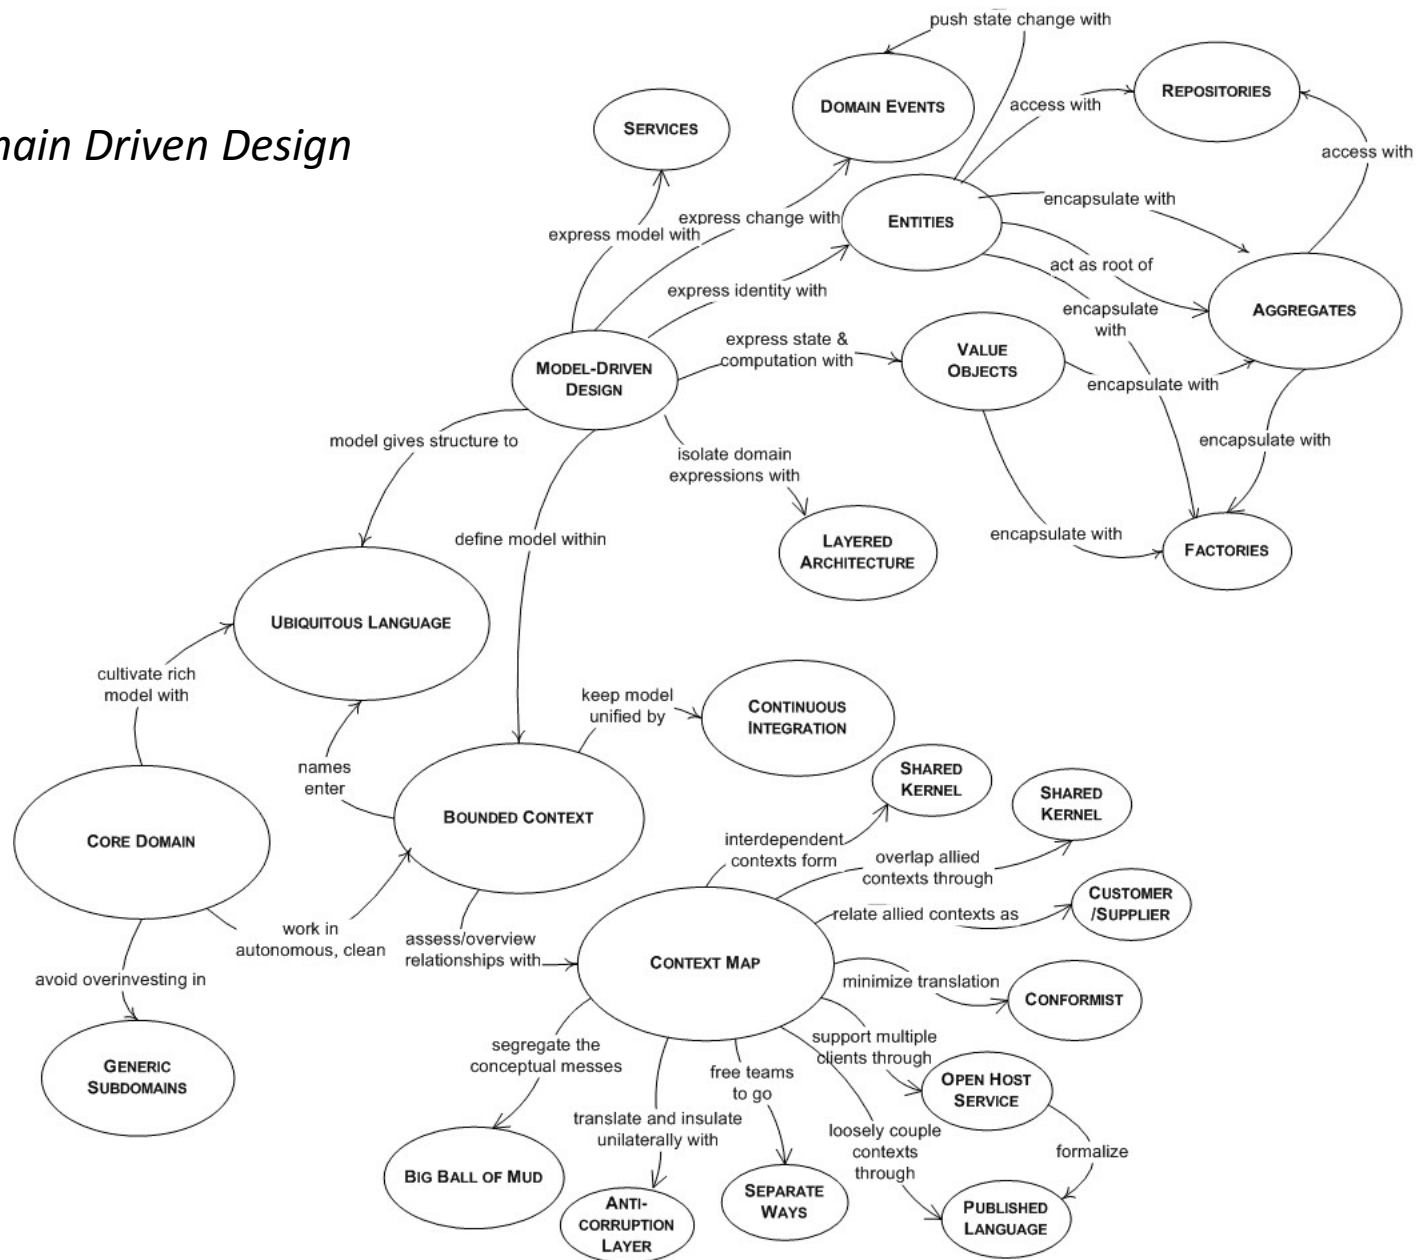 push state change with
DOMAIN EVENTS
access with
REPOSITORIES
SERVICES
main Driven Design
access with
express change with
express model with
ENTITIES
encapsulate with
act as root of
express identity with
encapsulate
with
AGGREGATES
express state &
computation with
VALUE
OBJECTS
MODEL-DRIVEN
DESIGN
encapsulate with
model gives structure to
isolate domain
expressions with
encapsulate with
define model within
encapsulate with
LAYERED
ARCHITECTURE
FACTORIES
UBIQUITOUS LANGUAGE
cultivate rich
model with
keep model
unified by
CONTINUOUS
INTEGRATION
names
enter
SHARED
KERNEL
SHARED
KERNEL
BOUNDED CONTEXT
CORE DOMAIN
interdependent
contexts form
overlap allied
contexts through
CUSTOMER
/SUPPLIER
relate allied contexts as
work in
autonomous, clean
assess/overview
relationships with
CONTEXT MAP
avoid overinvesting in
minimize translation
CONFORMIST
support multiple
clients through
segregate the
conceptual messes
free teams
to go
GENERIC
SUBDOMAINS
OPEN HOST
SERVICE
translate and insulate
unilaterally with
loosely couple
contexts
through
formalize
BIG BALL OF MUD
SEPARATE
WAYS
ANTI-
CORRUPTION
LAYER
PUBLISHED
LANGUAGE